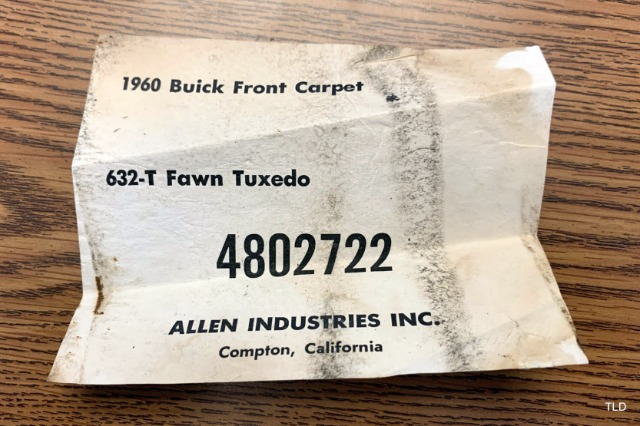 1960 Buick Front Carpet
632-T Fawn Tuxedo
4802722
ALLEN INDUSTRIES INC.
Compton, California
TLD